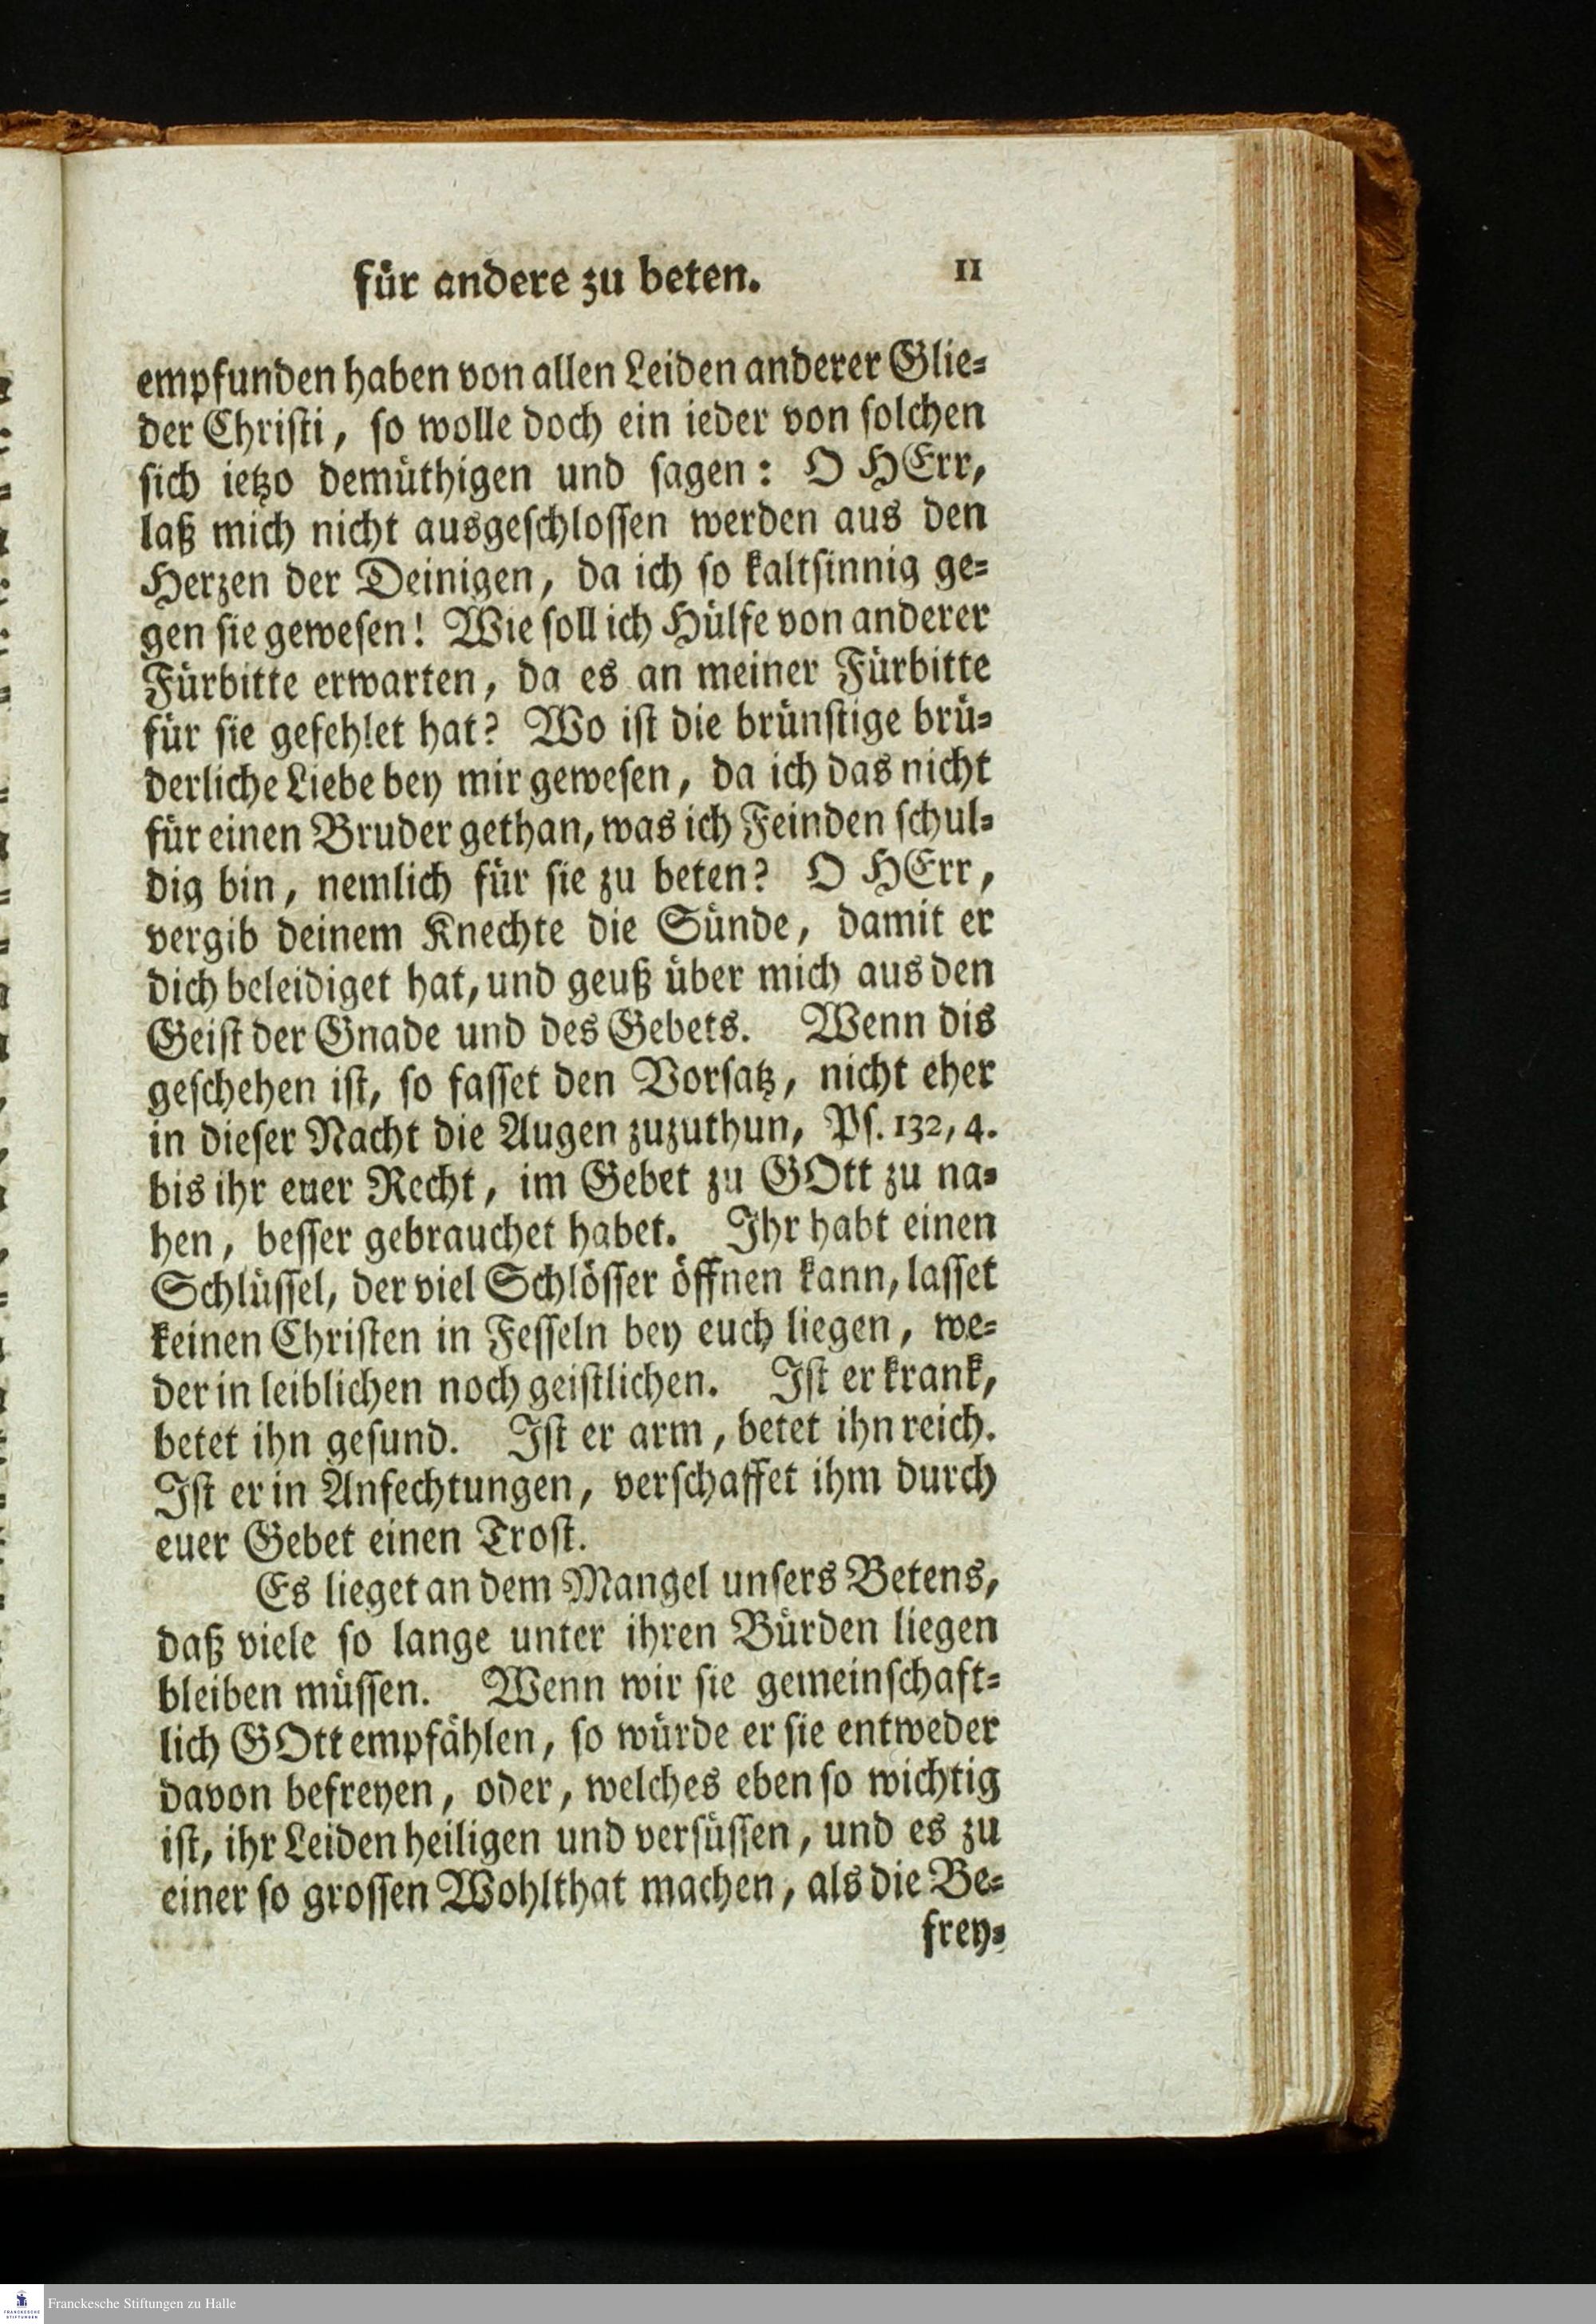 für andere zu beten. 11
empfunden haben von allen Leiden anderer Glie-
der Christi, so wolle doch ein ieder von solchen
sich ietzo demüthigen und sagen: O HErr,
laß mich nicht ausgeschlossen werden aus den
Herzen der Deinigen, da ich so kaltsinnig ge-
gen sie gewesen! Wie soll ich Hülfe von anderer
Fürbitte erwarten, da es an meiner Fürbitte
für sie gefehlet hat? Wo ist die brünstige brü-
derliche Liebe bey mir gewesen, da ich das nicht
für einen Bruder gethan, was ich Feinden schul-
dig bin, nemlich für sie zu beten? O HErr,
vergib deinem Knechte die Sünde, damit er
dich beleidiget hat, und geuß über mich aus den
Geist der Gnade und des Gebets. Wenn dis
geschehen ist, so fasset den Vorsatz, nicht eher
in dieser Nacht die Augen zuzuthun, Ps. 132, 4.
bis ihr euer Recht, im Gebet zu GOtt zu na-
hen, besser gebrauchet habet. Ihr habt einen
Schlüssel, der viel Schlösser öffnen kann, lasset
keinen Christen in Fesseln bey euch liegen, we-
der in leiblichen noch geistlichen. Ist er krank,
betet ihn gesund. Ist er arm, betet ihn reich.
Ist er in Anfechtungen, verschaffet ihm durch
euer Gebet einen Trost.
Es lieget an dem Mangel unsers Betens,
daß viele so lange unter ihren Bürden liegen
bleiben müssen. Wenn wir sie gemeinschaft-
lich GOtt empfählen, so würde er sie entweder
davon befreyen, oder, welches eben so wichtig
ist, ihr Leiden heiligen und versüssen, und es zu
einer so grossen Wohlthat machen, als die Be-
frey-
FRANCKESCHE
STIFTUNGEN
Franckesche Stiftungen zu Halle